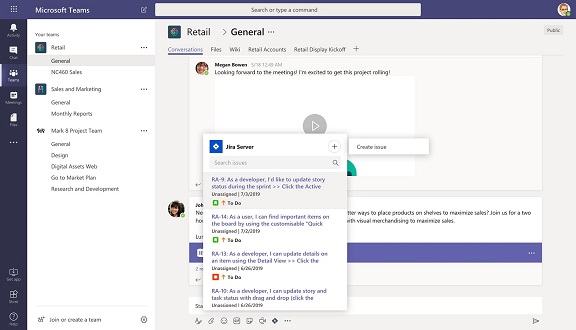 Microsoft Teams
Search or type a command
Activity
Chat
Teams
Meetings
Files
Get app
Store
Help
Your teams
Retail
General
NC460 Sales
Sales and Marketing
General
Monthly Reports
Mark 8 Project Team
General
Design
Digital Assets Web
Go to Market Plan
Research and Development
Join or create a team
Retail > General
Public
Conversations
Files
Wiki
Retail Accounts
Retail Display Kickoff
Megan Bowen 5/18 12:49 AM
Looking forward to the meetings! I'm excited to get this project rolling!
Jira Server
Create issue
Search issues
RA-9: As a developer, I'd like to update story
status during the sprint >> Click the Active
Unassigned | 7/3/2019
To Do
RA-14: As a user, I can find important items on
the board by using the customisable "Quick
Unassigned | 7/2/2019
To Do
RA-13: As a developer, I can update details on
an item using the Detail View >> Click the
Unassigned | 6/26/2019
To Do
RA-10: As a developer, I can update story and
task status with drag and drop (click the
Unassigned | 6/26/2019
tter ways to place products on shelves to maximize sales? Join us for a two
with visual merchandising to maximize sales.